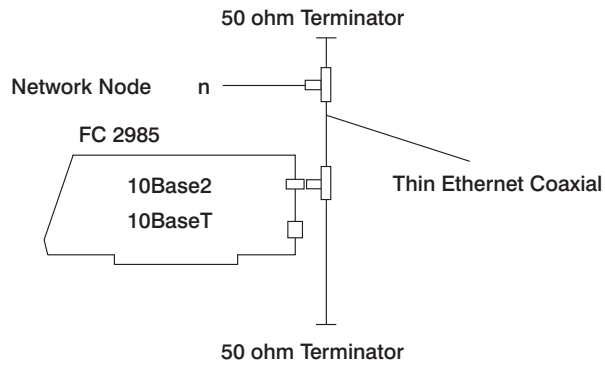 50 ohm Terminator
Network Node n
FC 2985
10Base2
Thin Ethernet Coaxial
10BaseT
50 ohm Terminator